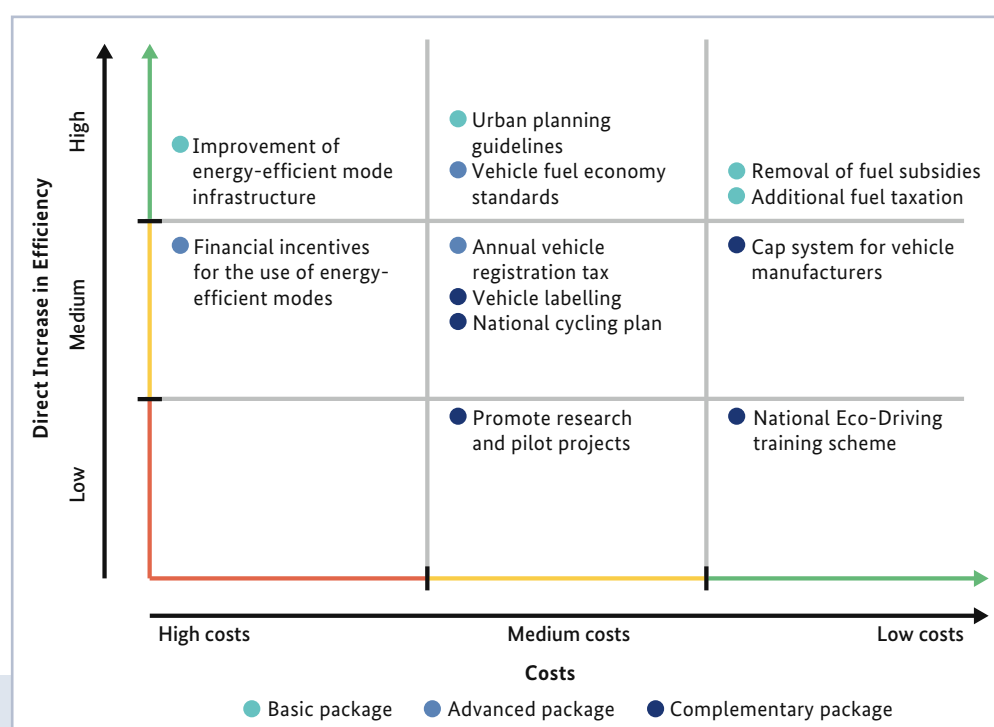 Direct Increase in Efficiency
High
Medium
Low
Improvement of
energy-efficient mode
infrastructure
Urban planning
guidelines
Vehicle fuel economy
standards
Removal of fuel subsidies
Additional fuel taxation
Financial incentives
for the use of energy-
efficient modes
Annual vehicle
registration tax
Vehicle labelling
National cycling plan
Cap system for vehicle
manufacturers
Promote research
and pilot projects
National Eco-Driving
training scheme
High costs
Medium costs
Low costs
Costs
Basic package
Advanced package
Complementary package